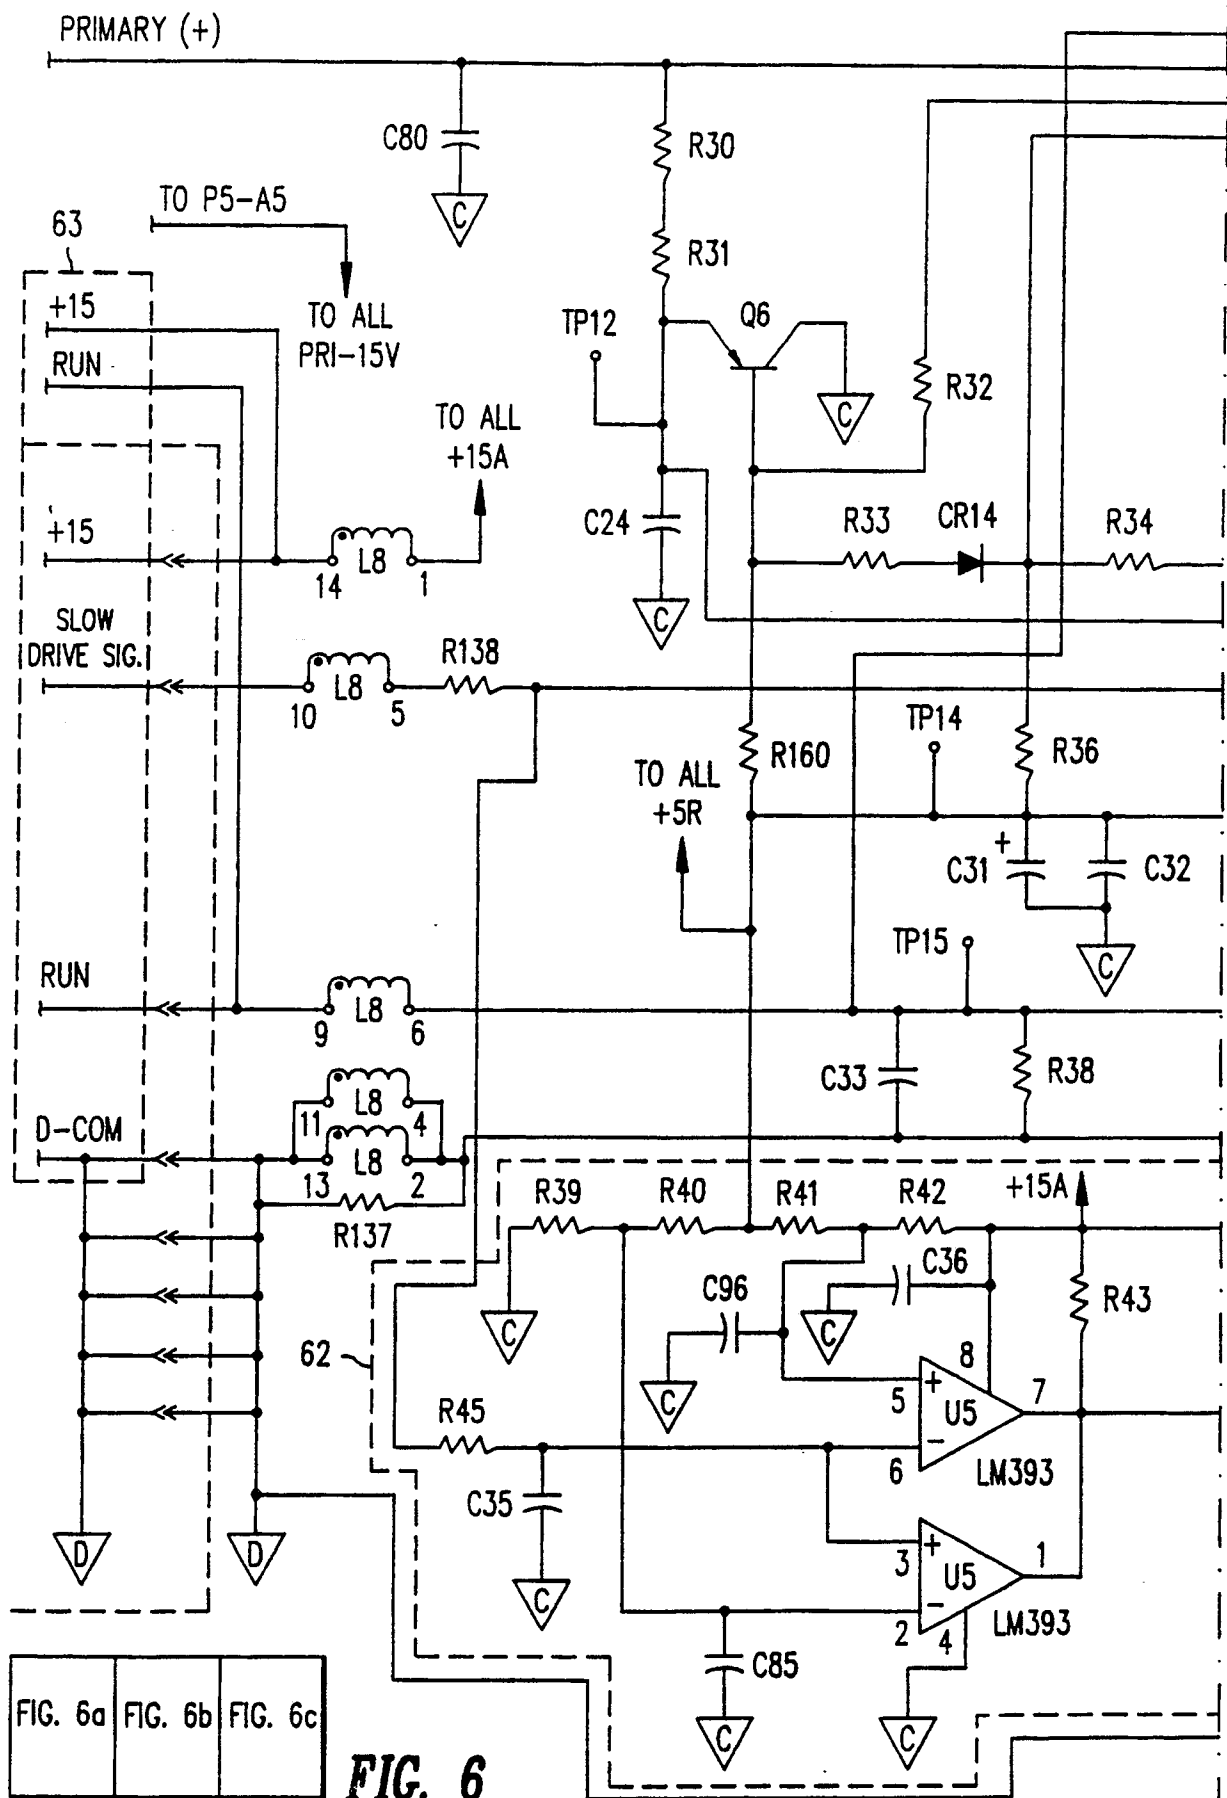 PRIMARY (+)
C80
R30
C
TO P5-A5
63
R31
+15
TO ALL
PRI-15V
TP12
Q6
RUN
R32
C
TO ALL
+15A
+15
C24
R33
CR14
R34
L8
14
1
C
SLOW
DRIVE SIG.
R138
L8
10
5
TP14
TO ALL
+5R
R160
R36
+
C31
C32
TP15
C
RUN
L8
9
6
C33
R38
L8
11
4
D-COM
L8
13
2
R137
R39
R40
R41
R42
+15A
C36
C96
R43
C
C
62
C
8
5
+
U5
7
R45
-
6
LM393
C35
3
+
U5
1
D
D
C
-
2
4
LM393
C85
FIG. 6a
FIG. 6b
FIG. 6c
C
C
FIG. 6